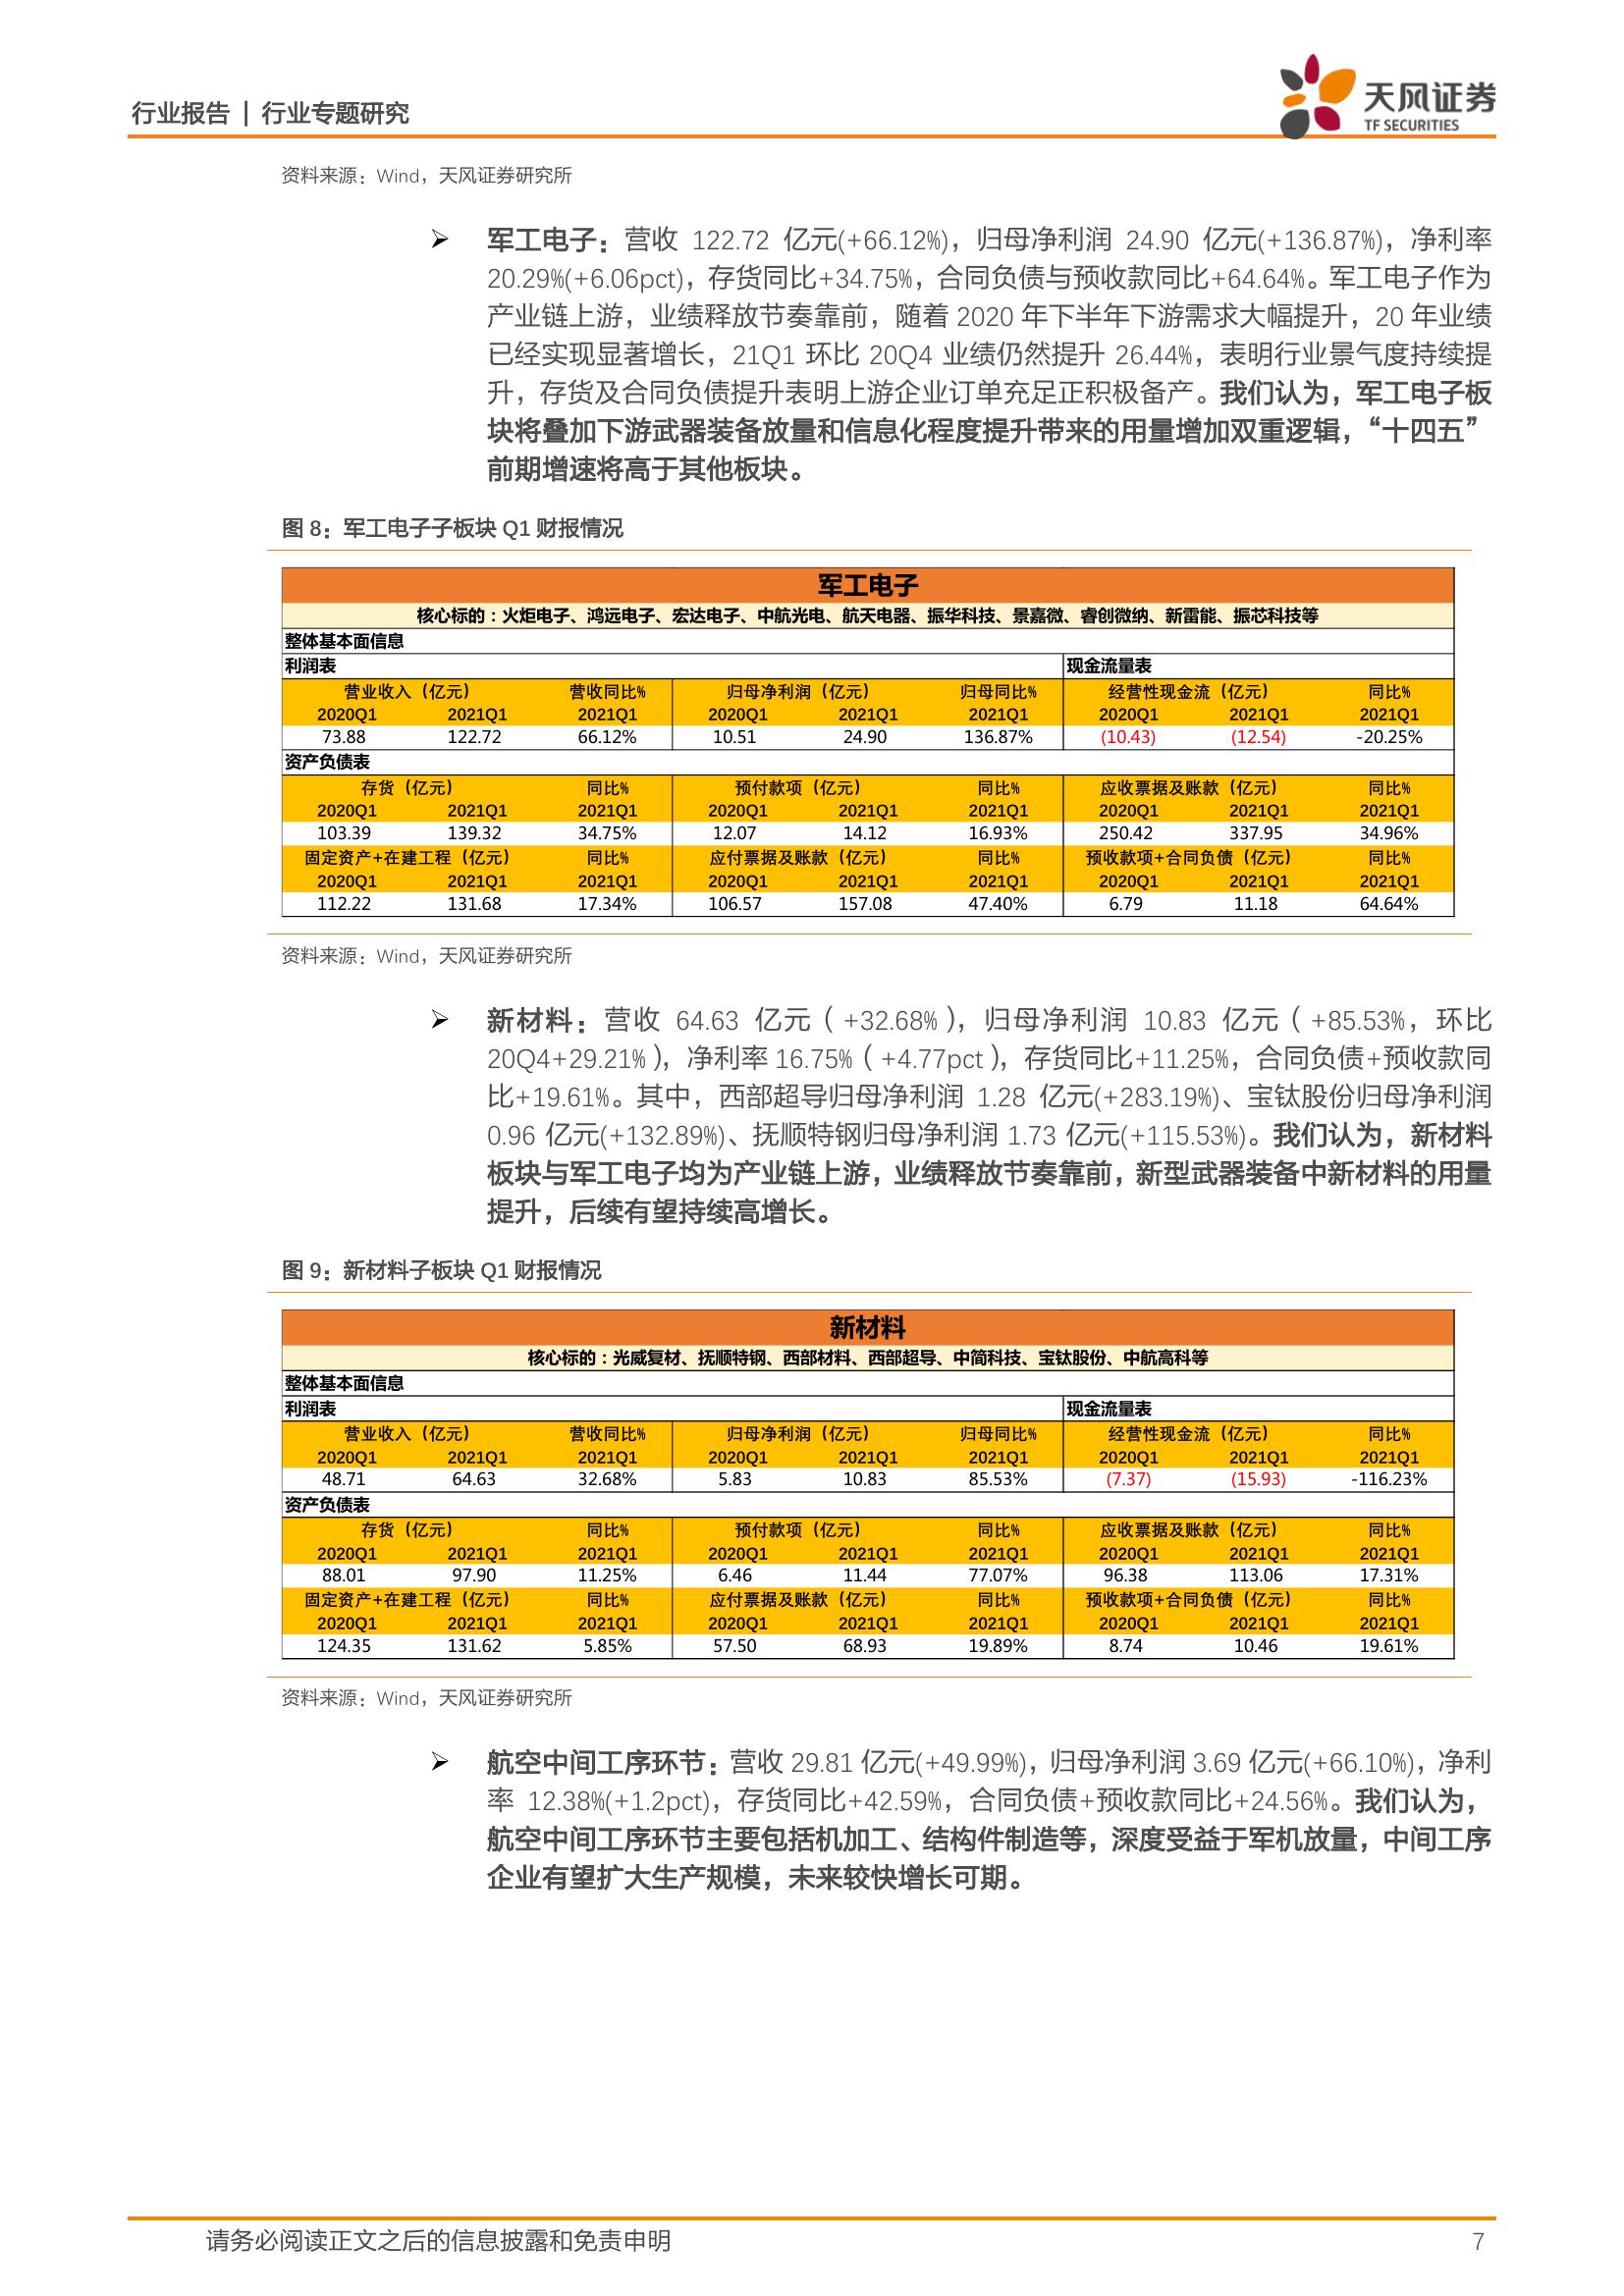 行业报告 | 行业专题研究
天风证券
TF SECURITIES
资料来源：Wind，天风证券研究所
➢ 军工电子：营收 122.72 亿元(+66.12%)，归母净利润 24.90 亿元(+136.87%)，净利率
20.29%(+6.06pct)，存货同比+34.75%，合同负债与预收款同比+64.64%。军工电子作为
产业链上游，业绩释放节奏靠前，随着 2020 年下半年下游需求大幅提升，20 年业绩
已经实现显著增长，21Q1 环比 20Q4 业绩仍然提升 26.44%，表明行业景气度持续提
升，存货及合同负债提升表明上游企业订单充足正积极备产。我们认为，军工电子板
块将叠加下游武器装备放量和信息化程度提升带来的用量增加双重逻辑，“十四五”
前期增速将高于其他板块。
图 8：军工电子子板块 Q1 财报情况
军工电子
核心标的：火炬电子、鸿远电子、宏达电子、中航光电、航天电器、振华科技、景嘉微、睿创微纳、新雷能、振芯科技等
整体基本面信息
利润表 现金流量表
营业收入（亿元） 营收同比% 归母净利润（亿元） 归母同比% 经营性现金流（亿元） 同比%
2020Q1 2021Q1 2021Q1 2020Q1 2021Q1 2021Q1 2020Q1 2021Q1 2021Q1
73.88 122.72 66.12% 10.51 24.90 136.87% (10.43) (12.54) -20.25%
资产负债表
存货（亿元） 同比% 预付款项（亿元） 同比% 应收票据及账款（亿元） 同比%
2020Q1 2021Q1 2021Q1 2020Q1 2021Q1 2021Q1 2020Q1 2021Q1 2021Q1
103.39 139.32 34.75% 12.07 14.12 16.93% 250.42 337.95 34.96%
固定资产+在建工程（亿元） 同比% 应付票据及账款（亿元） 同比% 预收款项+合同负债（亿元） 同比%
2020Q1 2021Q1 2021Q1 2020Q1 2021Q1 2021Q1 2020Q1 2021Q1 2021Q1
112.22 131.68 17.34% 106.57 157.08 47.40% 6.79 11.18 64.64%
资料来源：Wind，天风证券研究所
➢ 新材料：营收 64.63 亿元（+32.68%），归母净利润 10.83 亿元（+85.53%，环比
20Q4+29.21%），净利率 16.75%（+4.77pct），存货同比+11.25%，合同负债+预收款同
比+19.61%。其中，西部超导归母净利润 1.28 亿元(+283.19%)、宝钛股份归母净利润
0.96 亿元(+132.89%)、抚顺特钢归母净利润 1.73 亿元(+115.53%)。我们认为，新材料
板块与军工电子均为产业链上游，业绩释放节奏靠前，新型武器装备中新材料的用量
提升，后续有望持续高增长。
图 9：新材料子板块 Q1 财报情况
新材料
核心标的：光威复材、抚顺特钢、西部材料、西部超导、中简科技、宝钛股份、中航高科等
整体基本面信息
利润表 现金流量表
营业收入（亿元） 营收同比% 归母净利润（亿元） 归母同比% 经营性现金流（亿元） 同比%
2020Q1 2021Q1 2021Q1 2020Q1 2021Q1 2021Q1 2020Q1 2021Q1 2021Q1
48.71 64.63 32.68% 5.83 10.83 85.53% (7.37) (15.93) -116.23%
资产负债表
存货（亿元） 同比% 预付款项（亿元） 同比% 应收票据及账款（亿元） 同比%
2020Q1 2021Q1 2021Q1 2020Q1 2021Q1 2021Q1 2020Q1 2021Q1 2021Q1
88.01 97.90 11.25% 6.46 11.44 77.07% 96.38 113.06 17.31%
固定资产+在建工程（亿元） 同比% 应付票据及账款（亿元） 同比% 预收款项+合同负债（亿元） 同比%
2020Q1 2021Q1 2021Q1 2020Q1 2021Q1 2021Q1 2020Q1 2021Q1 2021Q1
124.35 131.62 5.85% 57.50 68.93 19.89% 8.74 10.46 19.61%
资料来源：Wind，天风证券研究所
➢ 航空中间工序环节：营收 29.81 亿元(+49.99%)，归母净利润 3.69 亿元(+66.10%)，净利
率 12.38%(+1.2pct)，存货同比+42.59%，合同负债+预收款同比+24.56%。我们认为，
航空中间工序环节主要包括机加工、结构件制造等，深度受益于军机放量，中间工序
企业有望扩大生产规模，未来较快增长可期。
请务必阅读正文之后的信息披露和免责申明 7